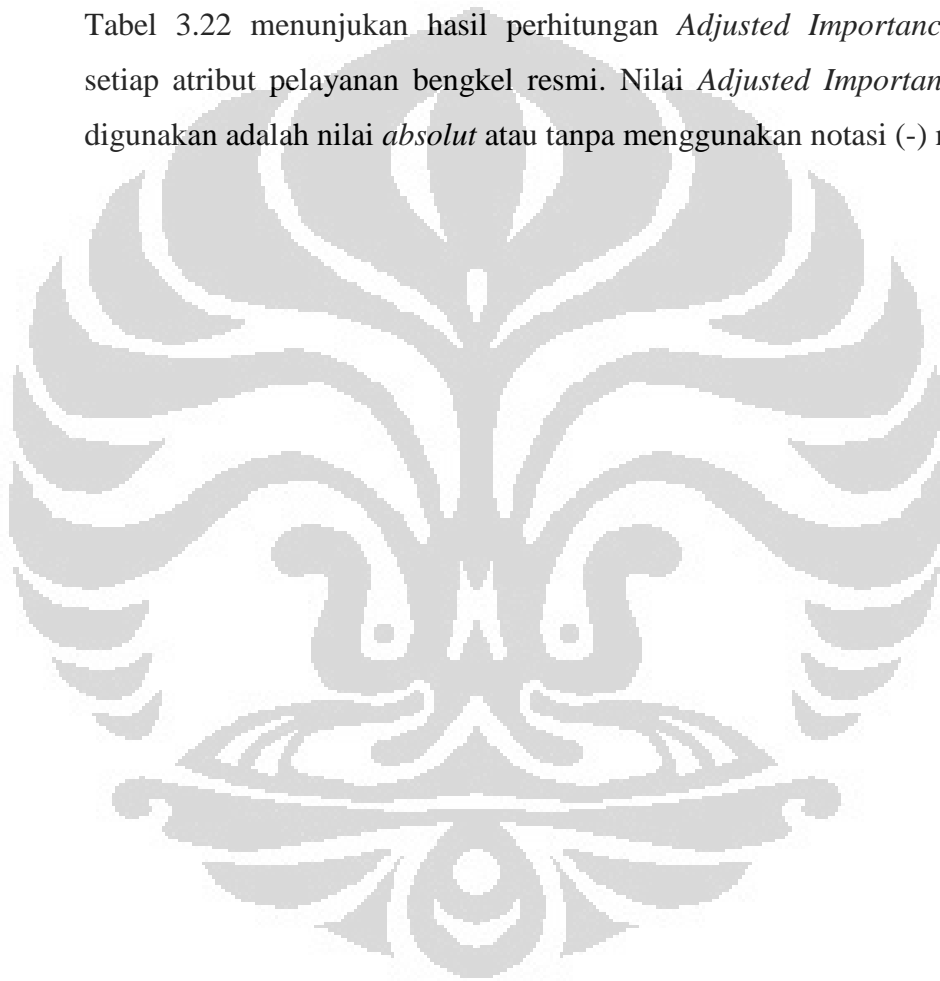 Tabel 3.22 menunjukan hasil perhitungan Adjusted Importanc
setiap atribut pelayanan bengkel resmi. Nilai Adjusted Importan
digunakan adalah nilai absolut atau tanpa menggunakan notasi (-)